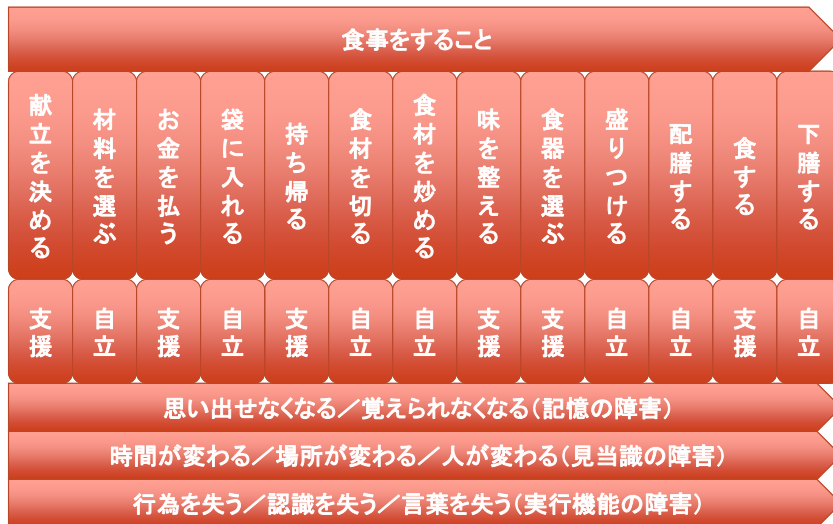 食事をすること
献立を決める
材料を選ぶ
お金を払う
袋に入れる
持ち帰る
食材を切る
食材を炒める
味を整える
食器を選ぶ
盛りつける
配膳する
食する
下膳する
支援
自立
支援
自立
支援
自立
自立
支援
支援
自立
自立
支援
自立
思い出せなくなる／覚えられなくなる（記憶の障害）
時間が変わる／場所が変わる／人が変わる（見当識の障害）
行為を失う／認識を失う／言葉を失う（実行機能の障害）